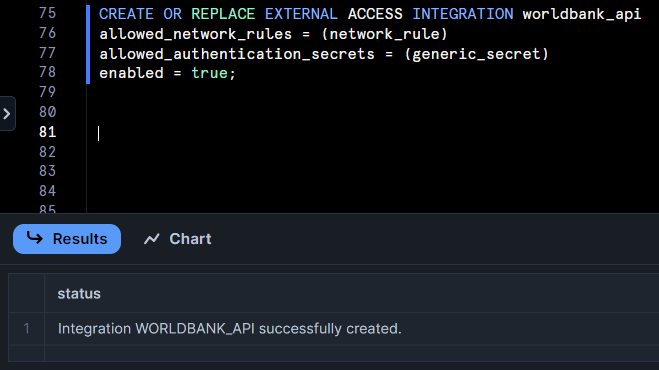 75 CREATE OR REPLACE EXTERNAL ACCESS INTEGRATION worldbank_api
76 allowed_network_rules = (network_rule)
77 allowed_authentication_secrets = (generic_secret)
78 enabled = true;
79
80
81
82
83
84
85
Results Chart
status
1 Integration WORLDBANK_API successfully created.